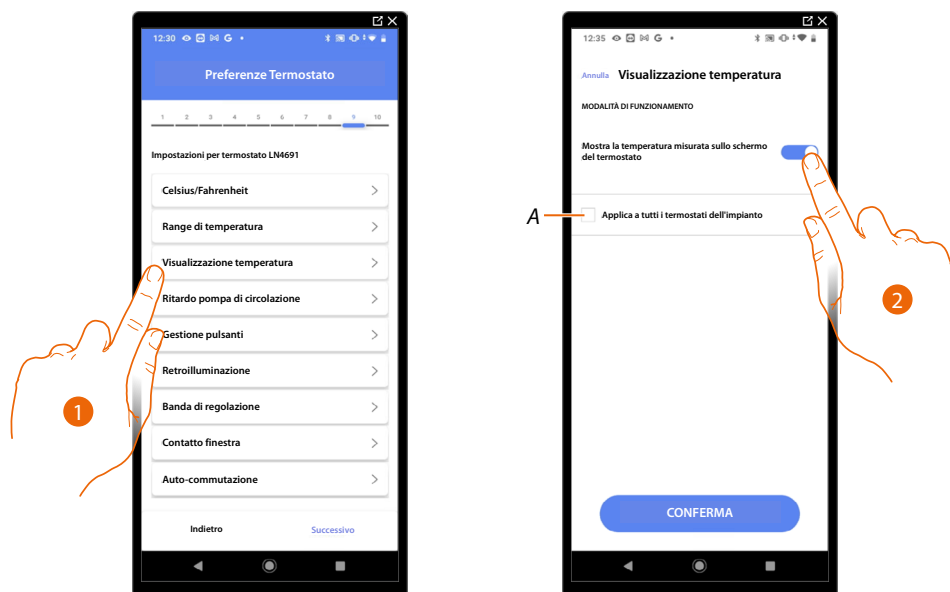 12:30
Preferenze Termostato
1 2 3 4 5 6 7 8 9 10
Impostazioni per termostato LN4691
Celsius/Fahrenheit
Range di temperatura
Visualizzazione temperatura
Ritardo pompa di circolazione
Gestione pulsanti
Retroilluminazione
Banda di regolazione
Contatto finestra
Auto-commutazione
Indietro
Successivo
1
12:35
Annulla Visualizzazione temperatura
MODALITÀ DI FUNZIONAMENTO
Mostra la temperatura misurata sullo schermo
del termostato
A
Applica a tutti i termostati dell'impianto
2
CONFERMA